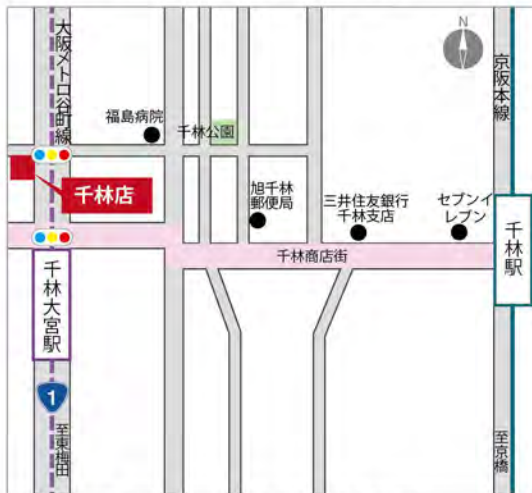 N
大阪メトロ谷町線
京阪本線
福島病院
千林公園
千林店
旭千林
郵便局
三井住友銀行
千林支店
セブンイ
レブン
千林商店街
千林駅
千林大宮駅
1
至東梅田
至京橋